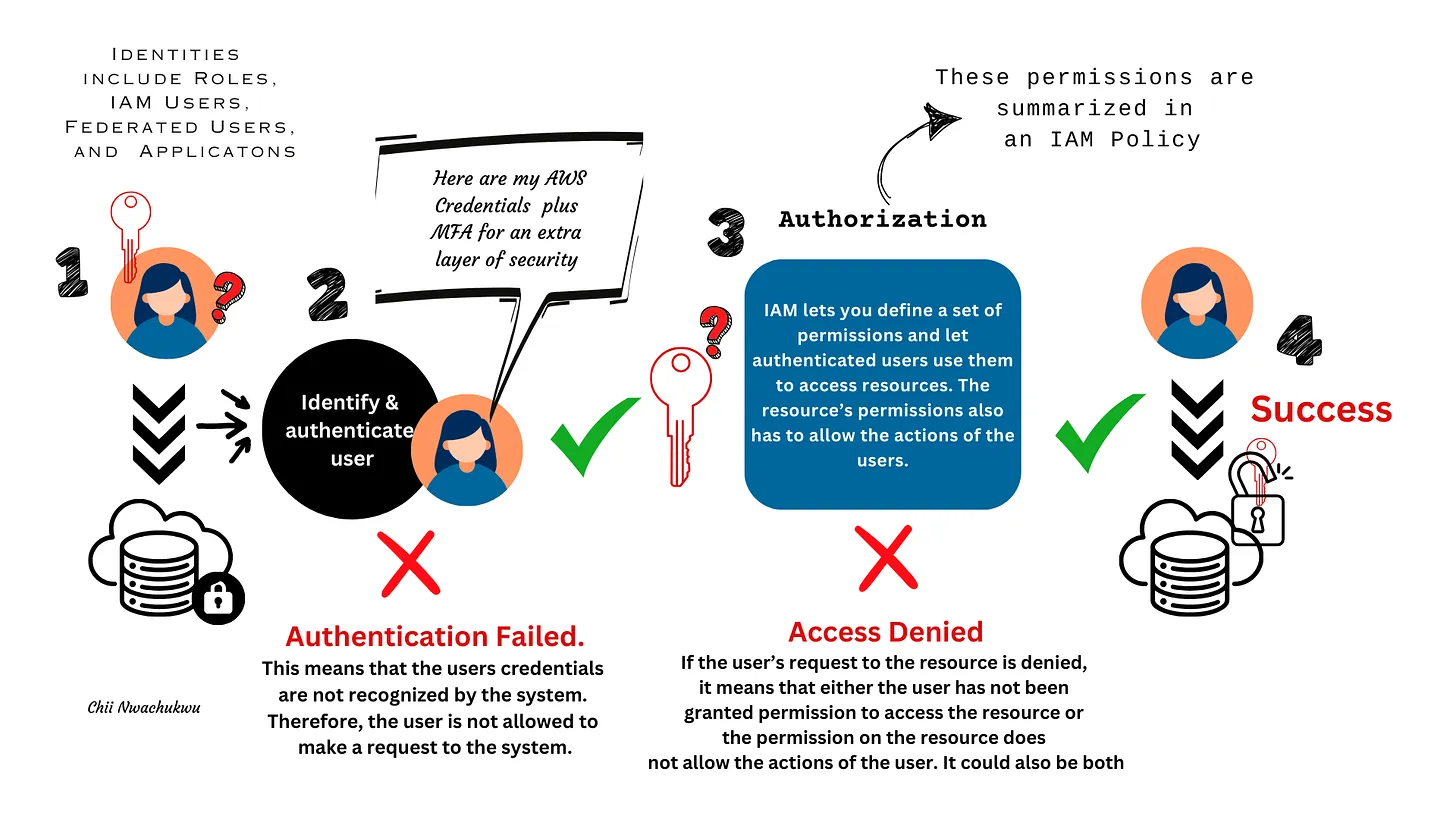 Identities
include Roles,
IAM Users,
Federated Users,
and Applicatons
1
?
2
Here are my AWS
Credentials plus
MFA for an extra
layer of security
Identify &
authenticate
user
Authentication Failed.
This means that the users credentials
are not recognized by the system.
Therefore, the user is not allowed to
make a request to the system.
These permissions are
summarized in
an IAM Policy
3
Authorization
?
IAM lets you define a set of
permissions and let
authenticated users use them
to access resources. The
resource’s permissions also
has to allow the actions of the
users.
Access Denied
If the user’s request to the resource is denied,
it means that either the user has not been
granted permission to access the resource or
the permission on the resource does
not allow the actions of the user. It could also be both
4
Success
Chii Nwachukwu